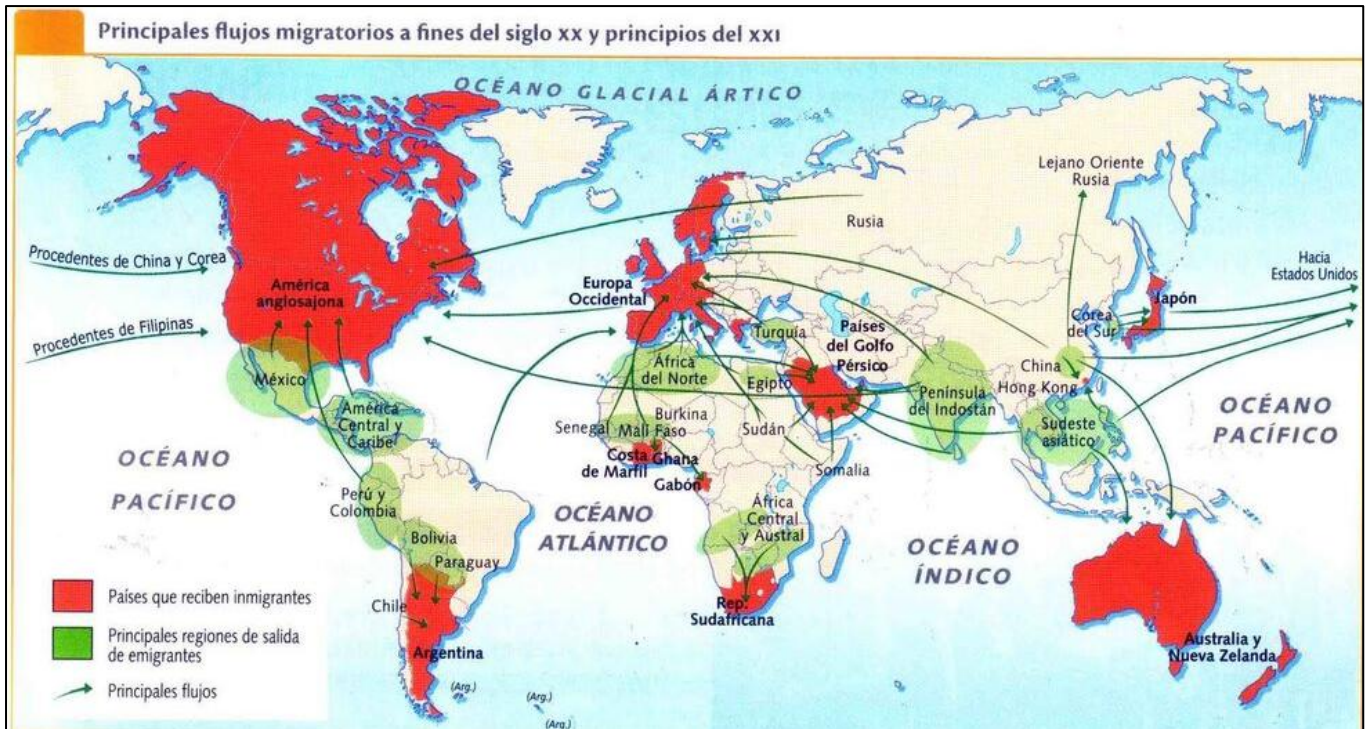 Principales flujos migratorios a fines del siglo XX y principios del XXI
OCÉANO GLACIAL ÁRTICO
Lejano Oriente
Rusia
Rusia
Procedentes de China y Corea
Hacia
Estados Unidos
América
anglosajona
Europa
Occidental
Japón
Corea
del Sur
Turquía
Países
del Golfo
Pérsico
Procedentes de Filipinas
China
México
África
del Norte
Egipto
Hong Kong
Península
del Indostán
América
Central y
Caribe
Burkina
Senegal
Malí Faso
Sudán
Sudeste
asiático
OCÉANO
PACÍFICO
Costa
de Marfil
Ghana
Gabón
Somalia
OCÉANO
PACÍFICO
Perú y
Colombia
OCÉANO
ATLÁNTICO
África
Central
y Austral
Bolivia
Paraguay
OCÉANO
ÍNDICO
Países que reciben inmigrantes
Chile
Rep.
Sudafricana
Principales regiones de salida
de emigrantes
Argentina
Australia y
Nueva Zelanda
Principales flujos
(Arg.)
(Arg.)
(Arg.)